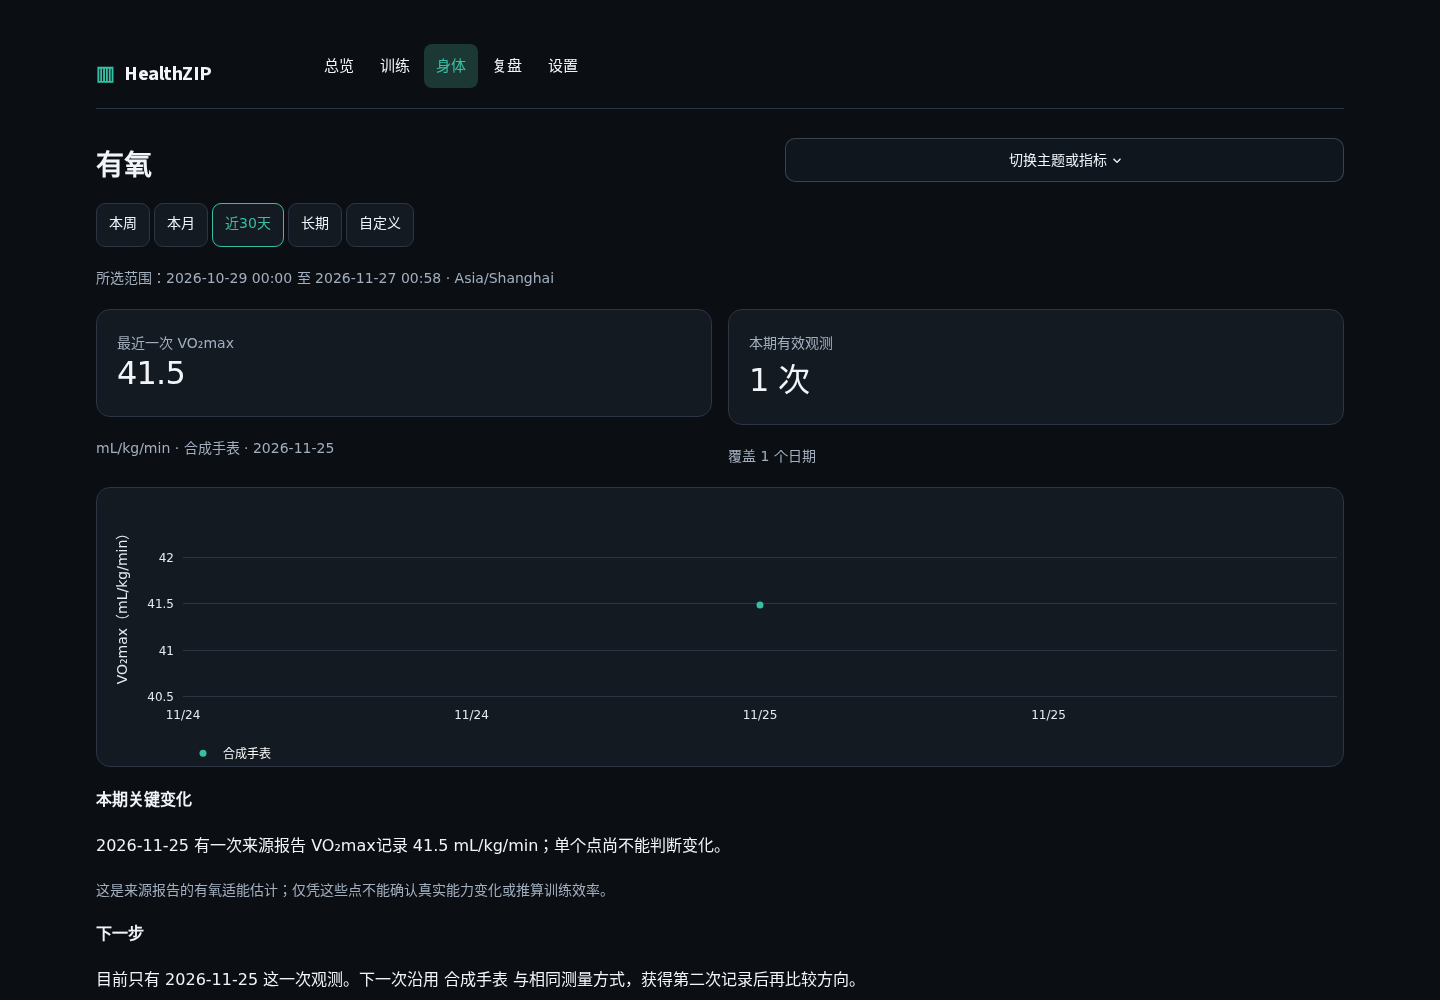 HealthZIP
总览 训练 身体 复盘 设置
有氧
切换主题或指标
本周 本月 近30天 长期 自定义
所选范围：2026-10-29 00:00 至 2026-11-27 00:58 · Asia/Shanghai
最近一次 VO₂max
41.5
mL/kg/min · 合成手表 · 2026-11-25
本期有效观测
1 次
覆盖 1 个日期
VO₂max（mL/kg/min）
42
41.5
41
40.5
11/24 11/24 11/25 11/25
合成手表
本期关键变化
2026-11-25 有一次来源报告 VO₂max记录 41.5 mL/kg/min；单个点尚不能判断变化。
这是来源报告的有氧适能估计；仅凭这些点不能确认真实能力变化或推算训练效率。
下一步
目前只有 2026-11-25 这一次观测。下一次沿用 合成手表 与相同测量方式，获得第二次记录后再比较方向。